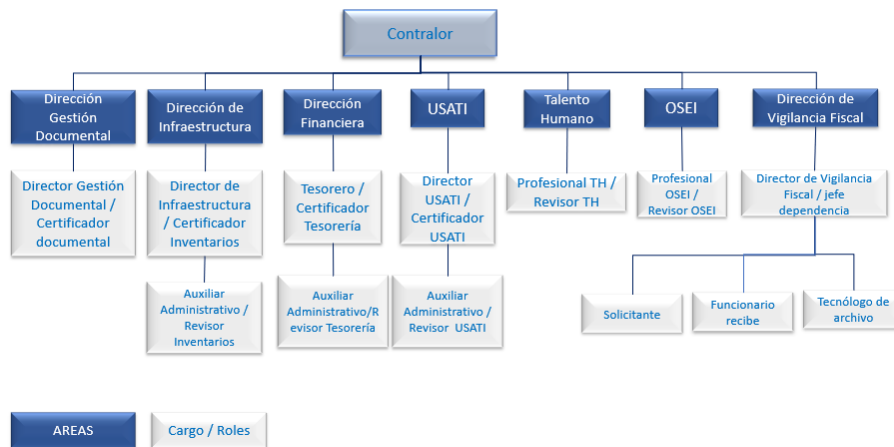 Contralor
Dirección
Gestión
Documental
Dirección de
Infraestructura
Dirección
Financiera
USATI
Talento
Humano
OSEI
Dirección de
Vigilancia Fiscal
Director Gestión
Documental /
Certificador
documental
Director de
Infraestructura
/ Certificador
Inventarios
Tesorero /
Certificador
Tesorería
Director
USATI /
Certificador
USATI
Profesional TH /
Revisor TH
Profesional
OSEI /
Revisor OSEI
Director de Vigilancia
Fiscal / jefe
dependencia
Auxiliar
Administrativo /
Revisor
Inventarios
Auxiliar
Administrativo/R
evisor Tesorería
Auxiliar
Administrativo /
Revisor USATI
Solicitante
Funcionario
recibe
Tecnólogo de
archivo
AREAS
Cargo / Roles